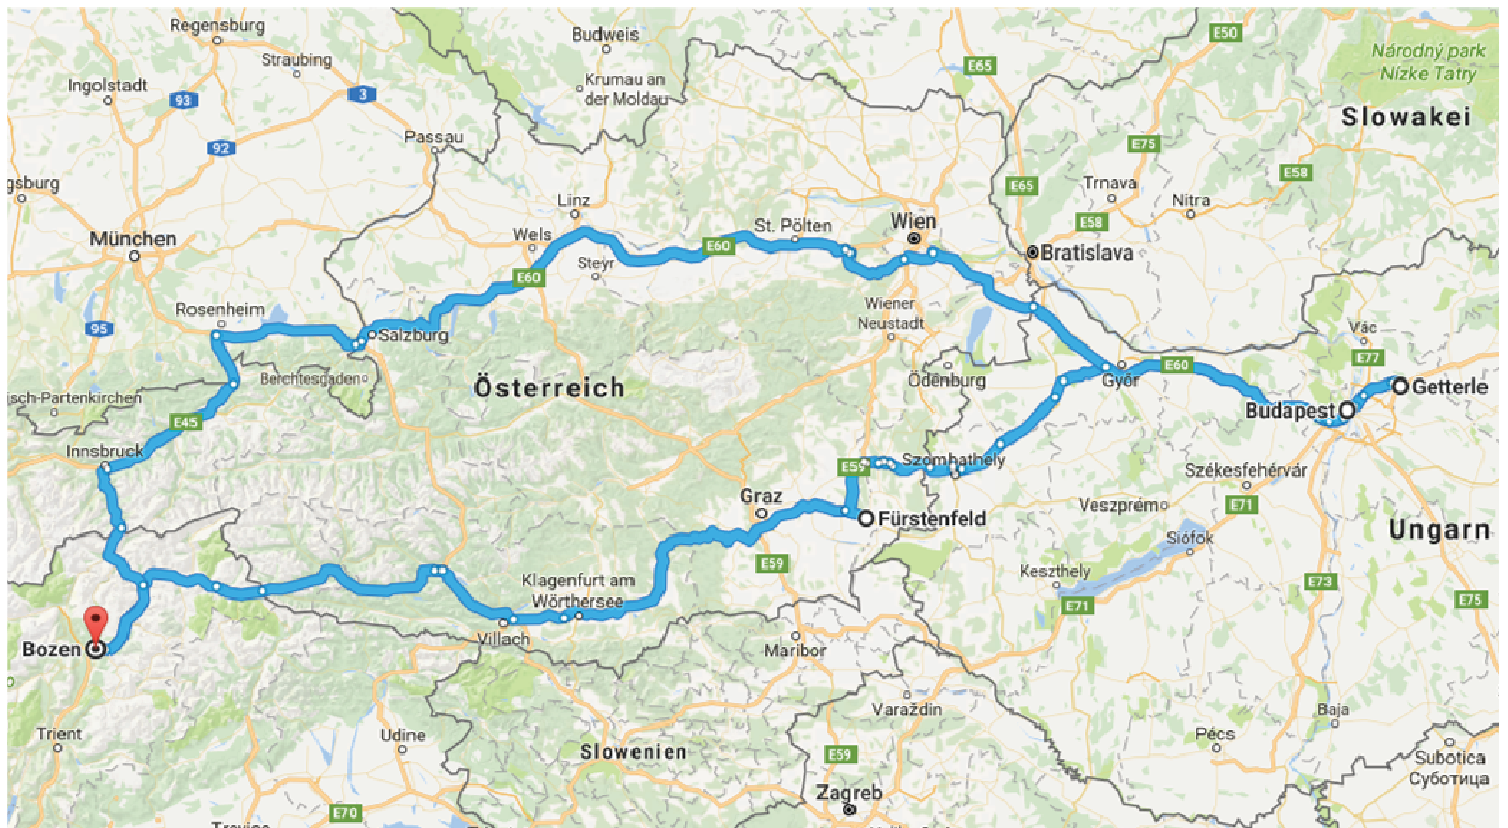 Regensburg
Budweis
E50
Národný park
Nízke Tatry
Straubing
E65
Ingolstadt
Krumau an
der Moldau
93
3
Slowakei
Passau
92
E75
E58
gsburg
E65
Trnava
Nitra
Linz
E58
München
Wels
St. Pölten
Wien
E60
Bratislava
Steyr
E60
Rosenheim
Wiener
Neustadt
95
Salzburg
Vác
E77
E60
Berchtesgaden
Österreich
Ödenburg
Győr
Getterle
isch-Partenkirchen
Budapest
E45
Innsbruck
E59
Szomhathely
Székesfehérvár
Graz
E71
Veszprém
Fürstenfeld
Ungarn
Siófok
E59
Keszthely
Klagenfurt am
Wörthersee
E73
E71
E75
Villach
Bozen
Maribor
Varaždin
Baja
Trient
Udine
Pécs
Slowenien
E59
Subotica
Суботица
Zagreb
E70